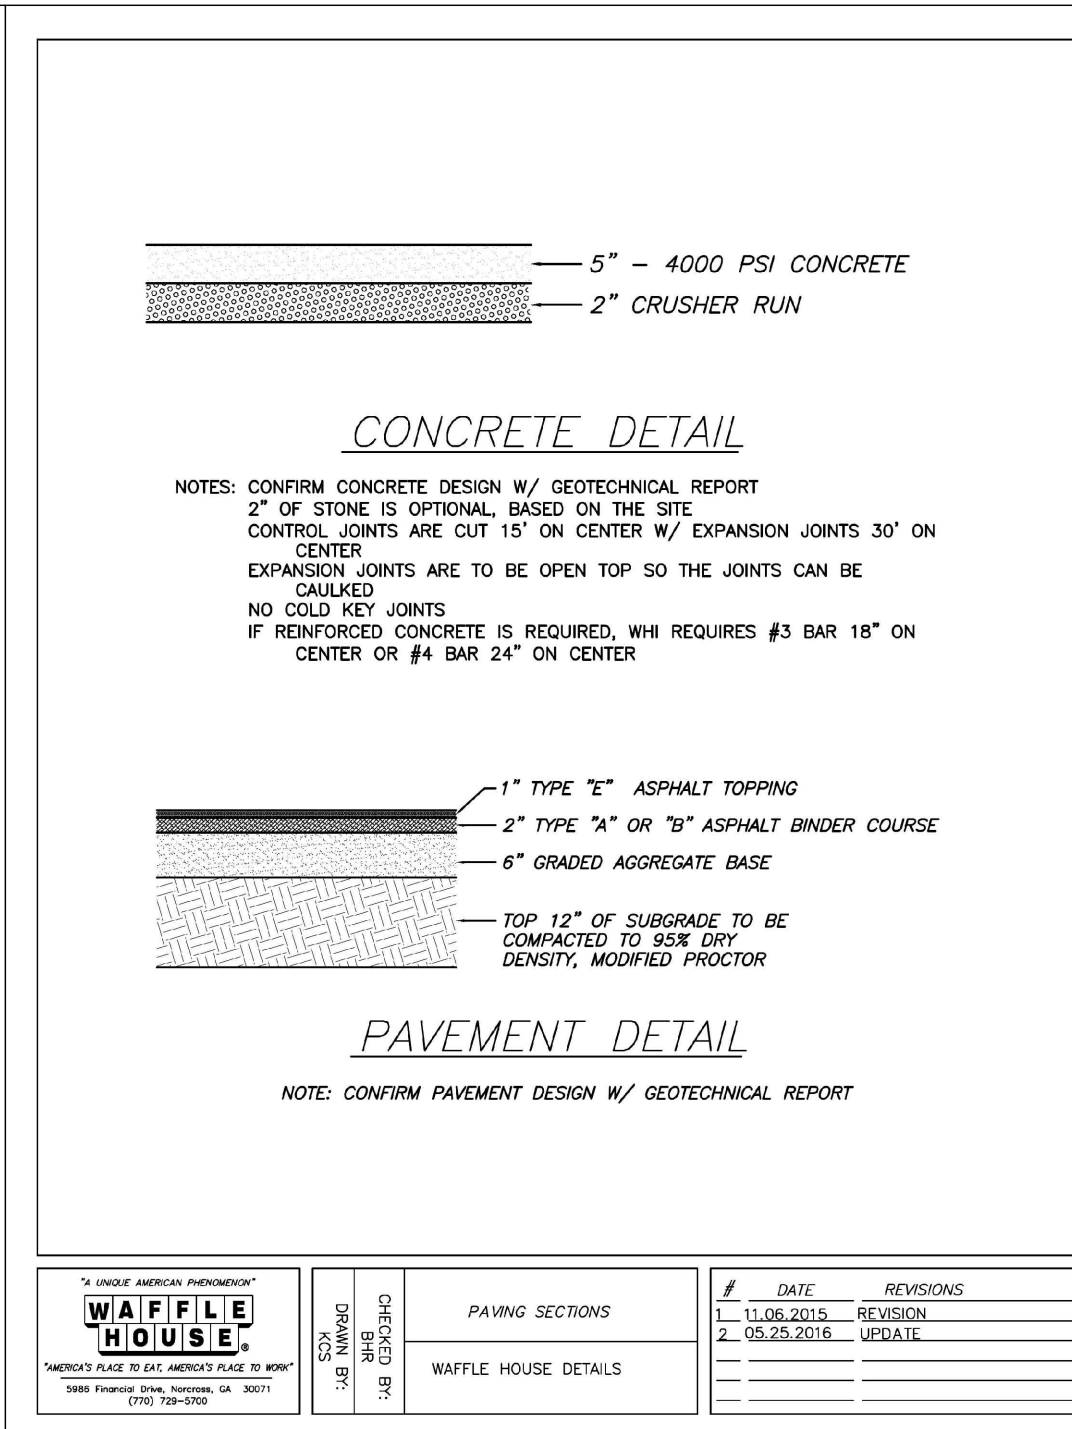 5" - 4000 PSI CONCRETE
2" CRUSHER RUN
CONCRETE DETAIL
NOTES: CONFIRM CONCRETE DESIGN W/ GEOTECHNICAL REPORT
2" OF STONE IS OPTIONAL, BASED ON THE SITE
CONTROL JOINTS ARE CUT 15' ON CENTER W/ EXPANSION JOINTS 30' ON
CENTER
EXPANSION JOINTS ARE TO BE OPEN TOP SO THE JOINTS CAN BE
CAULKED
NO COLD KEY JOINTS
IF REINFORCED CONCRETE IS REQUIRED, WHI REQUIRES #3 BAR 18" ON
CENTER OR #4 BAR 24" ON CENTER
1" TYPE "E" ASPHALT TOPPING
2" TYPE "A" OR "B" ASPHALT BINDER COURSE
6" GRADED AGGREGATE BASE
TOP 12" OF SUBGRADE TO BE
COMPACTED TO 95% DRY
DENSITY, MODIFIED PROCTOR
PAVEMENT DETAIL
NOTE: CONFIRM PAVEMENT DESIGN W/ GEOTECHNICAL REPORT
"A UNIQUE AMERICAN PHENOMENON"
WAFFLE
HOUSE®
"AMERICA'S PLACE TO EAT, AMERICA'S PLACE TO WORK"
5986 Financial Drive, Norcross, GA 30071
(770) 729-5700
DRAWN BY:
KCS
CHECKED BY:
BHR
PAVING SECTIONS
WAFFLE HOUSE DETAILS
# DATE REVISIONS
1 11.06.2015 REVISION
2 05.25.2016 UPDATE